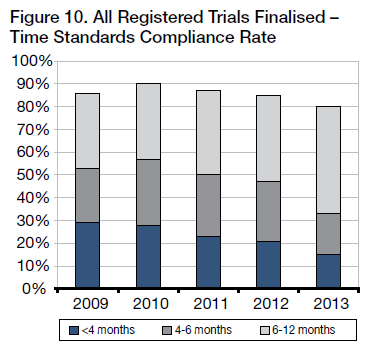 Figure 10. All Registered Trials Finalised –
Time Standards Compliance Rate
100%
90%
80%
70%
60%
50%
40%
30%
20%
10%
0%
2009 2010 2011 2012 2013
<4 months 4-6 months 6-12 months